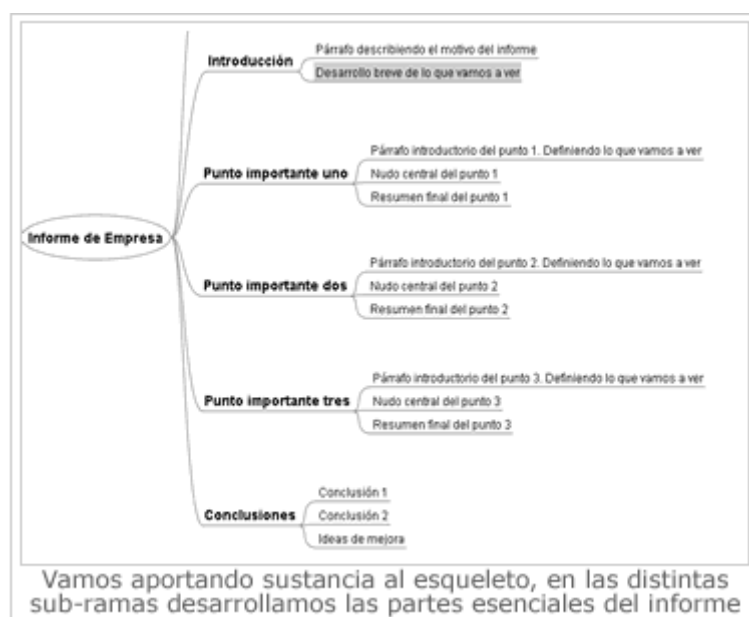 Introducción
Párrafo describiendo el motivo del informe
Desarrollo breve de lo que vamos a ver
Punto importante uno
Párrafo introductorio del punto 1. Definiendo lo que vamos a ver
Nudo central del punto 1
Resumen final del punto 1
Informe de Empresa
Punto importante dos
Párrafo introductorio del punto 2. Definiendo lo que vamos a ver
Nudo central del punto 2
Resumen final del punto 2
Punto importante tres
Párrafo introductorio del punto 3. Definiendo lo que vamos a ver
Nudo central del punto 3
Resumen final del punto 3
Conclusiones
Conclusión 1
Conclusión 2
Ideas de mejora
Vamos aportando sustancia al esqueleto, en las distintas
sub-ramas desarrollamos las partes esenciales del informe